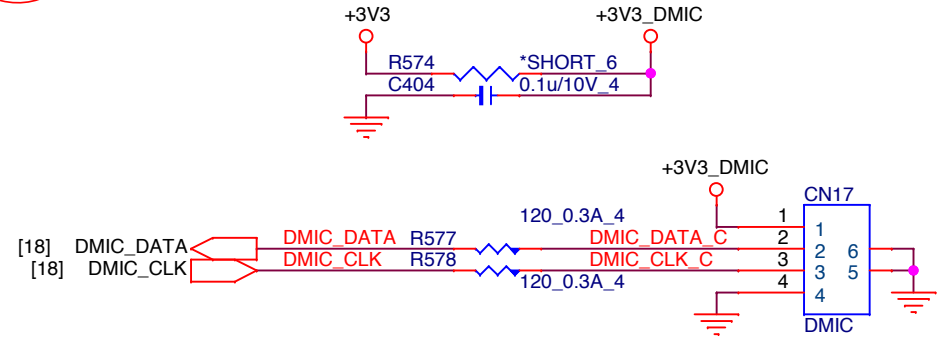 +3V3 +3V3_DMIC
R574 *SHORT_6
C404 0.1u/10V_4
+3V3_DMIC
CN17
120_0.3A_4 1 1
[18] DMIC_DATA DMIC_DATA R577 DMIC_DATA_C 2 2 6
[18] DMIC_CLK DMIC_CLK R578 DMIC_CLK_C 3 3 5
120_0.3A_4 4 4
DMIC